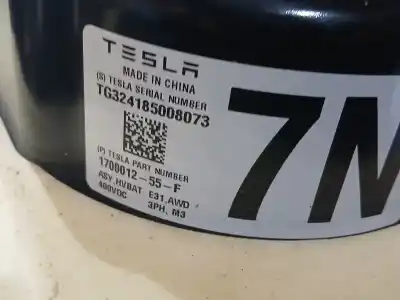 TESLA
MADE IN CHINA
(S) TESLA SERIAL NUMBER
TG324185008073
(P) TESLA PART NUMBER
1700012-55-F
ASY,HVBAT E31,AWD
400VDC 3PH, M3
7M